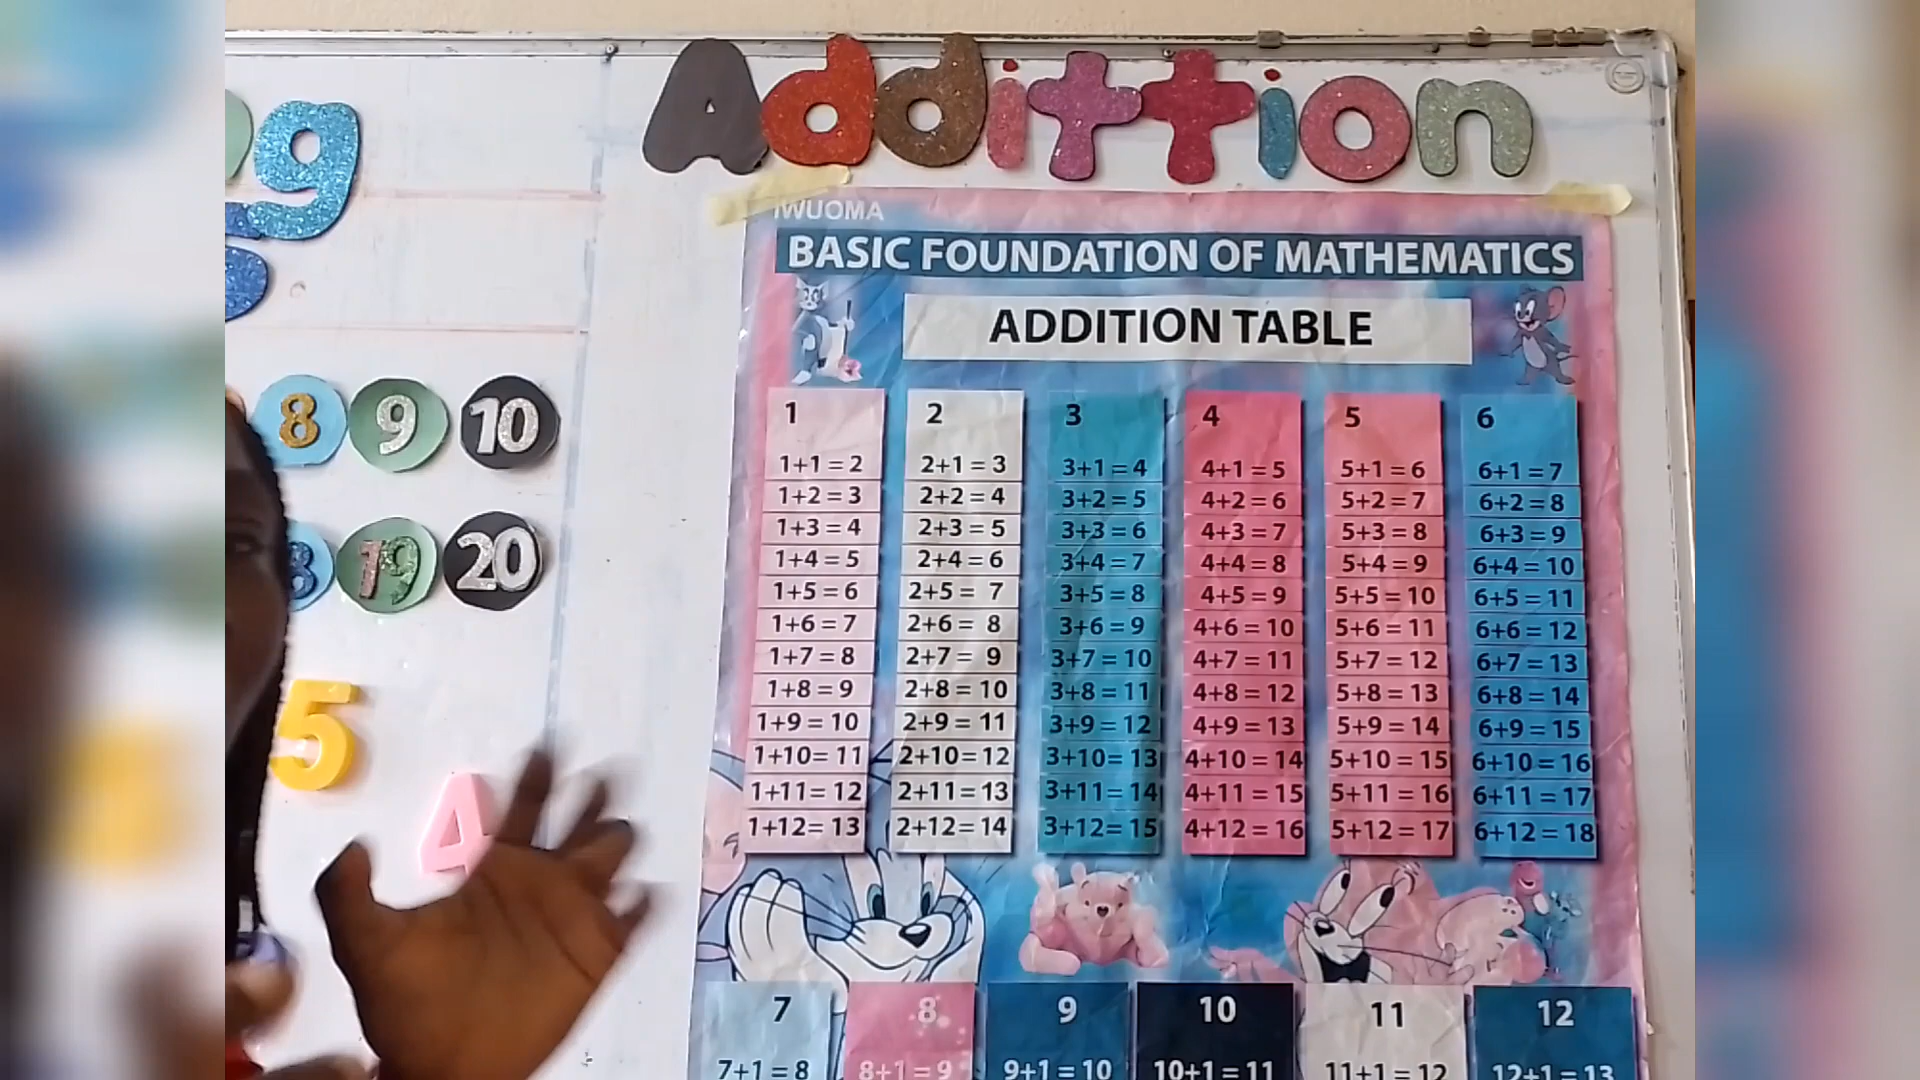 Addittion
g
IWUOMA
BASIC FOUNDATION OF MATHEMATICS
ADDITION TABLE
8 9 10
19 20
5
4
1
1+1 = 2
1+2 = 3
1+3 = 4
1+4 = 5
1+5 = 6
1+6 = 7
1+7 = 8
1+8 = 9
1+9 = 10
1+10= 11
1+11= 12
1+12= 13
2
2+1 = 3
2+2 = 4
2+3 = 5
2+4 = 6
2+5 = 7
2+6 = 8
2+7 = 9
2+8 = 10
2+9 = 11
2+10=12
2+11=13
2+12=14
3
3+1 = 4
3+2 = 5
3+3 = 6
3+4 = 7
3+5 = 8
3+6 = 9
3+7 = 10
3+8 = 11
3+9 = 12
3+10= 13
3+11= 14
3+12= 15
4
4+1 = 5
4+2 = 6
4+3 = 7
4+4 = 8
4+5 = 9
4+6 = 10
4+7 = 11
4+8 = 12
4+9 = 13
4+10 = 14
4+11 = 15
4+12 = 16
5
5+1 = 6
5+2 = 7
5+3 = 8
5+4 = 9
5+5 = 10
5+6 = 11
5+7 = 12
5+8 = 13
5+9 = 14
5+10 = 15
5+11 = 16
5+12 = 17
6
6+1 = 7
6+2 = 8
6+3 = 9
6+4 = 10
6+5 = 11
6+6 = 12
6+7 = 13
6+8 = 14
6+9 = 15
6+10 = 16
6+11 = 17
6+12 = 18
7
7+1 = 8
8
8+1 = 9
9
9+1 = 10
10
10+1 = 11
11
11+1 = 12
12
12+1 = 13